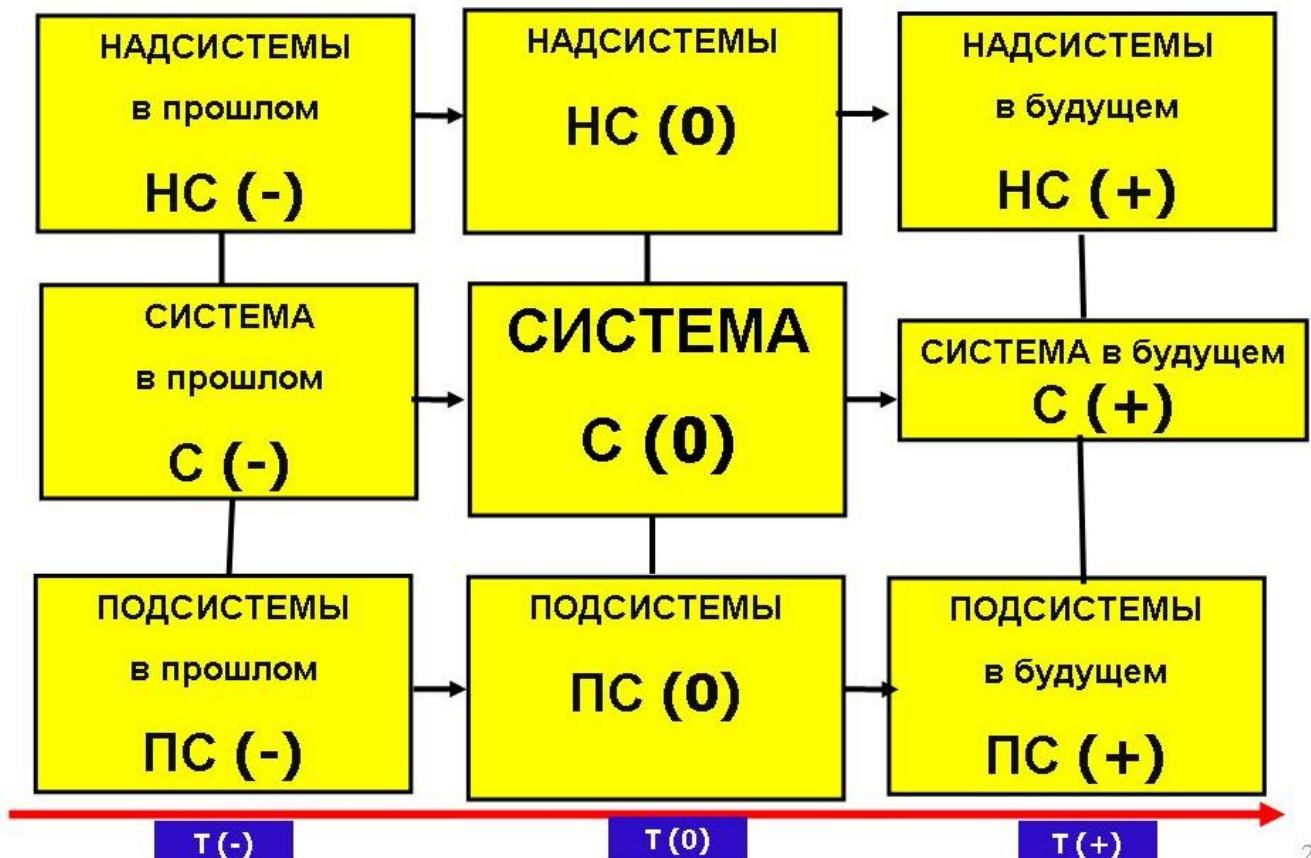 НАДСИСТЕМЫ
в прошлом
НС (-)
НАДСИСТЕМЫ
НС (0)
НАДСИСТЕМЫ
в будущем
НС (+)
СИСТЕМА
в прошлом
С (-)
СИСТЕМА
С (0)
СИСТЕМА в будущем
С (+)
ПОДСИСТЕМЫ
в прошлом
ПС (-)
ПОДСИСТЕМЫ
ПС (0)
ПОДСИСТЕМЫ
в будущем
ПС (+)
Т (-)
Т (0)
Т (+)
2